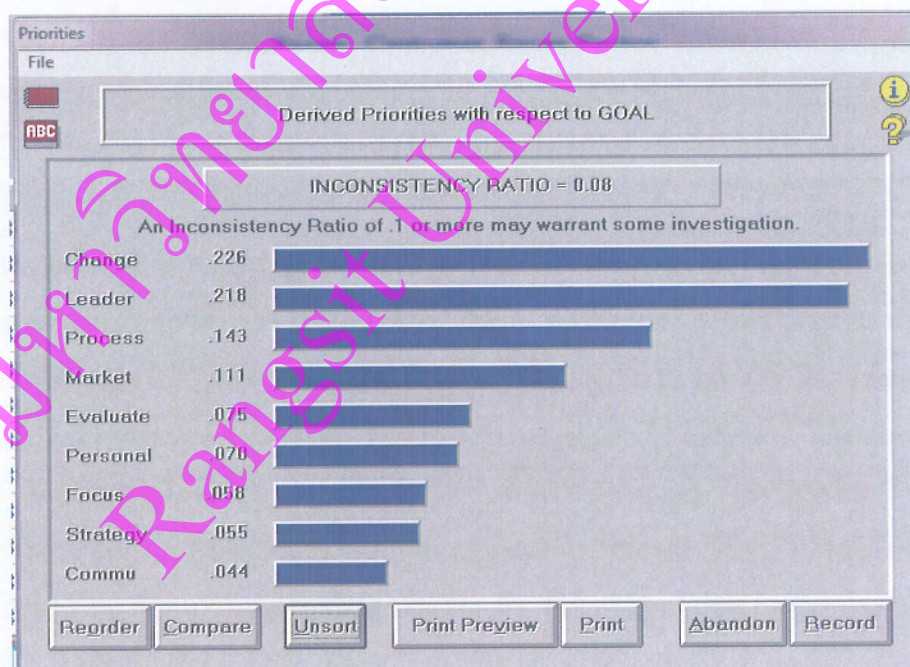 Priorities
File
ABC
Derived Priorities with respect to GOAL
INCONSISTENCY RATIO = 0.08
An Inconsistency Ratio of .1 or more may warrant some investigation.
Change .226
Leader .218
Process .143
Market .111
Evaluate .075
Personal .070
Focus .058
Strategy .055
Commu .044
Reorder Compare Unsort Print Preview Print Abandon Record
Rangsit Univer